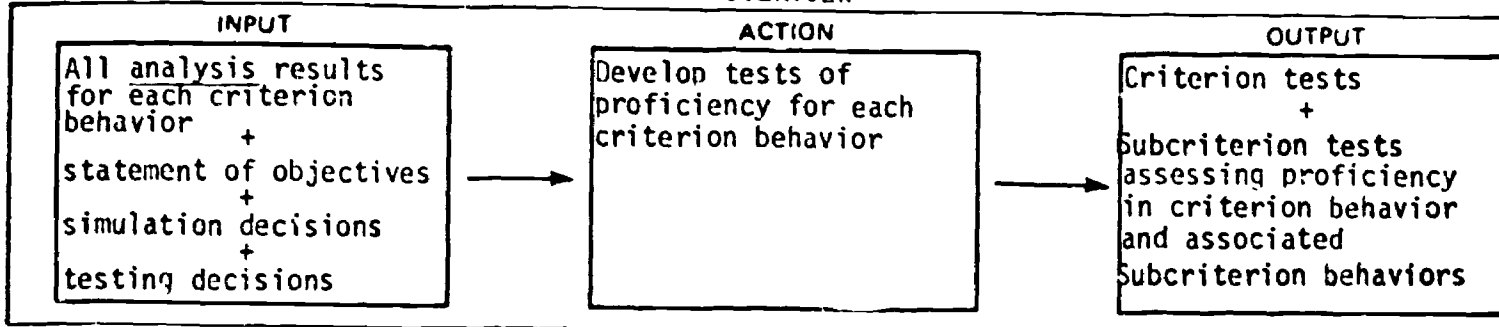 INPUT
All analysis results
for each criterion
behavior
+
statement of objectives
+
simulation decisions
+
testing decisions
ACTION
Develop tests of
proficiency for each
criterion behavior
OUTPUT
Criterion tests
+
Subcriterion tests
assessing proficiency
in criterion behavior
and associated
Subcriterion behaviors